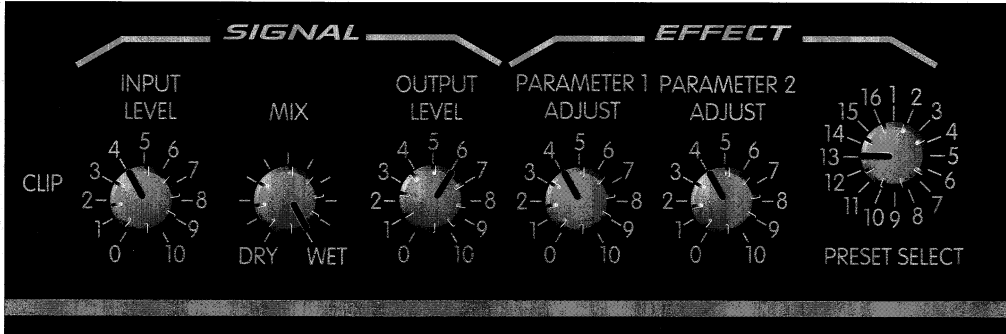 SIGNAL
EFFECT
INPUT LEVEL
MIX
OUTPUT LEVEL
PARAMETER 1 ADJUST
PARAMETER 2 ADJUST
CLIP
0 1 2 3 4 5 6 7 8 9 10
DRY WET
0 1 2 3 4 5 6 7 8 9 10
0 1 2 3 4 5 6 7 8 9 10
0 1 2 3 4 5 6 7 8 9 10
1 2 3 4 5 6 7 8 9 10 11 12 13 14 15 16
PRESET SELECT